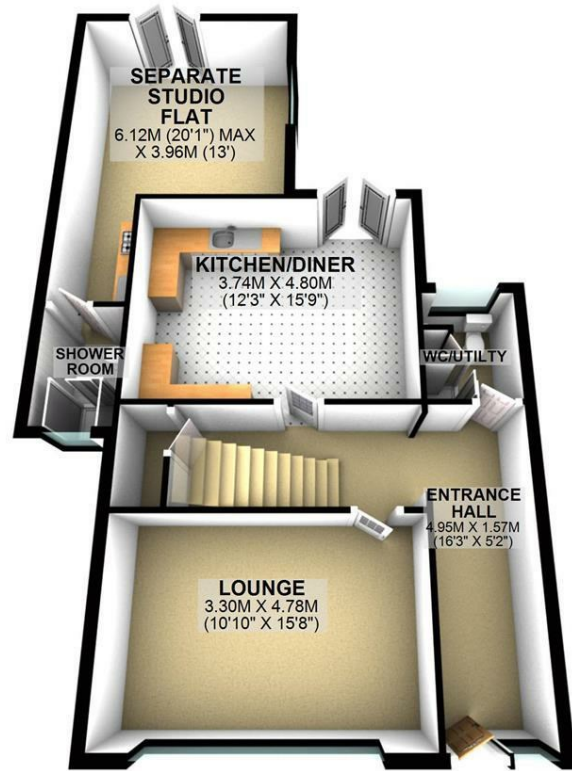 SEPARATE
STUDIO
FLAT
6.12M (20'1") MAX
X 3.96M (13')
KITCHEN/DINER
3.74M X 4.80M
(12'3" X 15'9")
SHOWER
ROOM
WC/UTILTY
ENTRANCE
HALL
4.95M X 1.57M
(16'3" X 5'2")
LOUNGE
3.30M X 4.78M
(10'10" X 15'8")